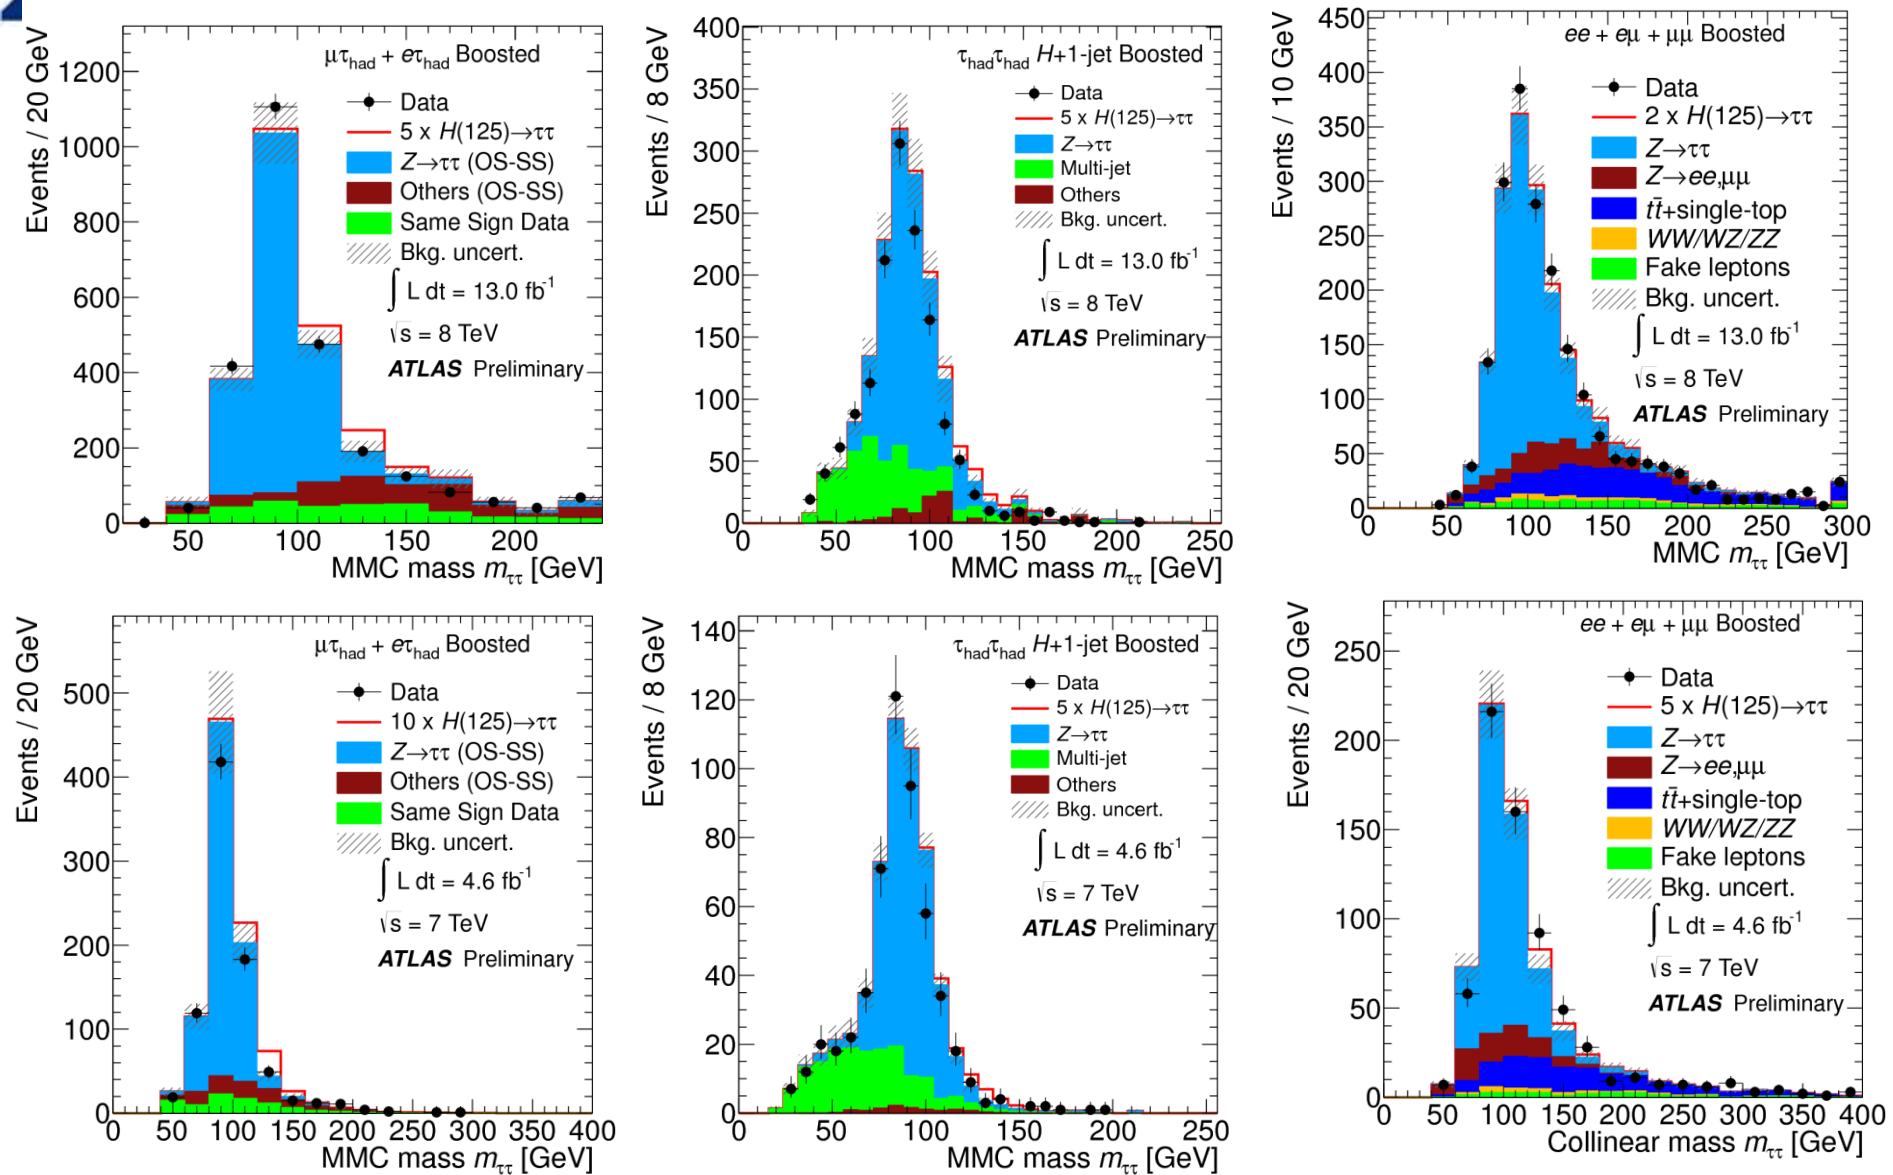 μτhad + eτhad Boosted
Data
5 x H(125)→ττ
Z→ττ (OS-SS)
Others (OS-SS)
Same Sign Data
Bkg. uncert.
∫ L dt = 13.0 fb-1
√s = 8 TeV
ATLAS Preliminary
Events / 20 GeV
1200
1000
800
600
400
200
0
50 100 150 200
MMC mass mττ [GeV]
τhadτhad H+1-jet Boosted
Data
5 x H(125)→ττ
Z→ττ
Multi-jet
Others
Bkg. uncert.
∫ L dt = 13.0 fb-1
√s = 8 TeV
ATLAS Preliminary
Events / 8 GeV
400
350
300
250
200
150
100
50
0
0 50 100 150 200 250
MMC mass mττ [GeV]
ee + eμ + μμ Boosted
Data
2 x H(125)→ττ
Z→ττ
Z→ee,μμ
tt̄+single-top
WW/WZ/ZZ
Fake leptons
Bkg. uncert.
∫ L dt = 13.0 fb-1
√s = 8 TeV
ATLAS Preliminary
Events / 10 GeV
450
400
350
300
250
200
150
100
50
0
0 50 100 150 200 250 300
MMC mττ [GeV]
μτhad + eτhad Boosted
Data
10 x H(125)→ττ
Z→ττ (OS-SS)
Others (OS-SS)
Same Sign Data
Bkg. uncert.
∫ L dt = 4.6 fb-1
√s = 7 TeV
ATLAS Preliminary
Events / 20 GeV
500
400
300
200
100
0
0 50 100 150 200 250 300 350 400
MMC mass mττ [GeV]
τhadτhad H+1-jet Boosted
Data
5 x H(125)→ττ
Z→ττ
Multi-jet
Others
Bkg. uncert.
∫ L dt = 4.6 fb-1
√s = 7 TeV
ATLAS Preliminary
Events / 8 GeV
140
120
100
80
60
40
20
0
0 50 100 150 200 250
MMC mass mττ [GeV]
ee + eμ + μμ Boosted
Data
5 x H(125)→ττ
Z→ττ
Z→ee,μμ
tt̄+single-top
WW/WZ/ZZ
Fake leptons
Bkg. uncert.
∫ L dt = 4.6 fb-1
√s = 7 TeV
ATLAS Preliminary
Events / 20 GeV
250
200
150
100
50
0
0 50 100 150 200 250 300 350 400
Collinear mass mττ [GeV]